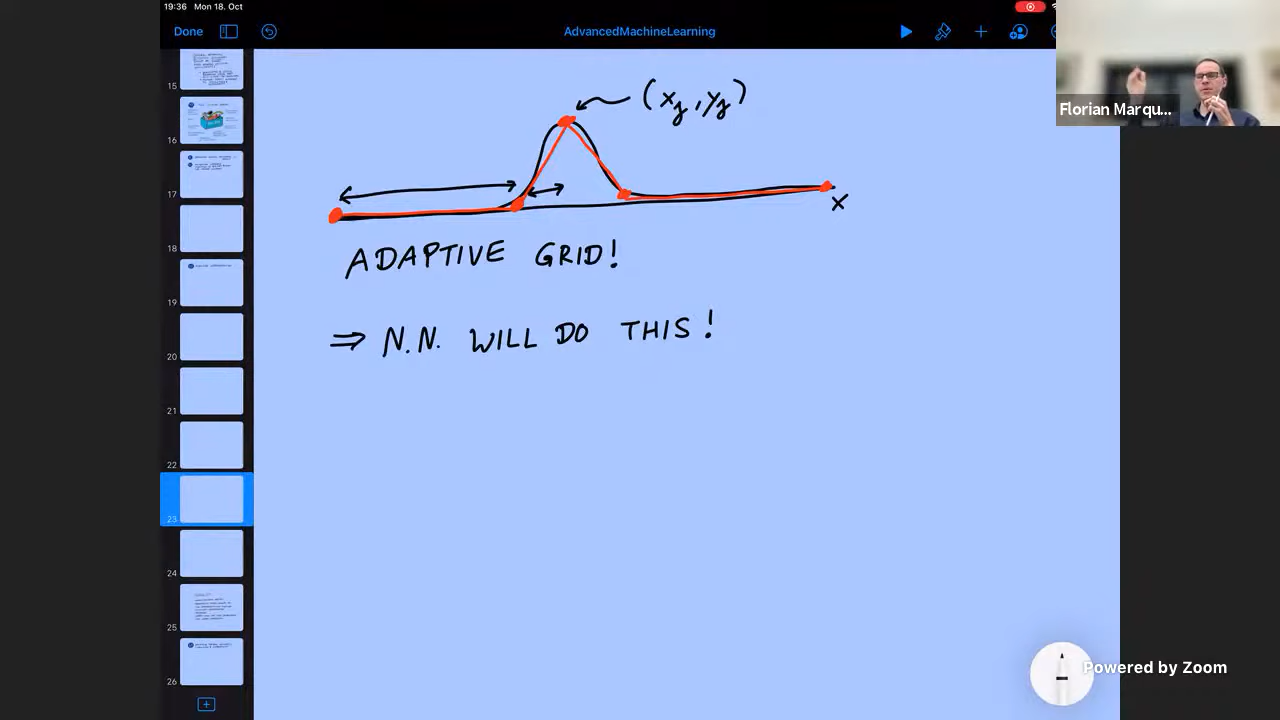 19:36 Mon 18. Oct
Done
AdvancedMachineLearning
Florian Marqu...
(xj, yj)
x
ADAPTIVE GRID!
⇒ N.N. WILL DO THIS!
15
16
17
18
19
20
21
22
23
24
25
26
Powered by Zoom